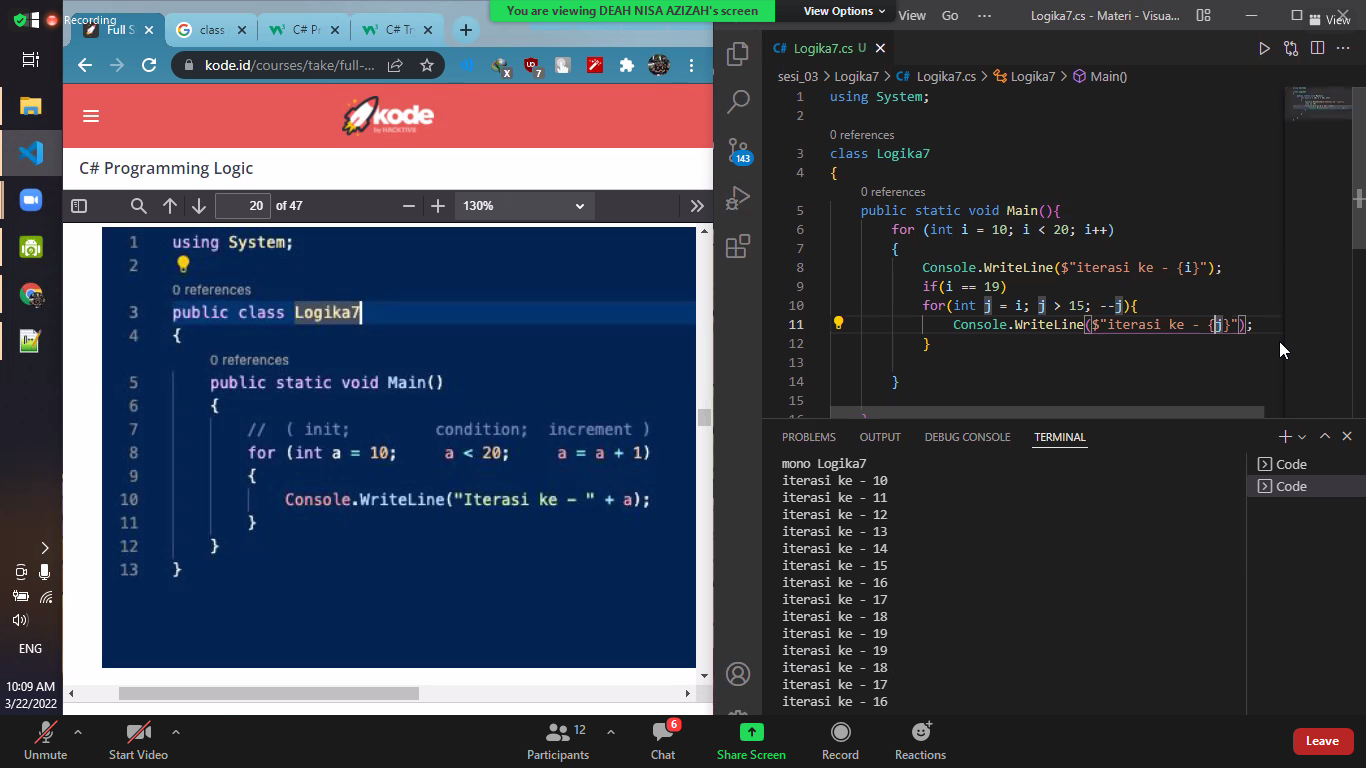 Recording
You are viewing DEAH NISA AZIZAH's screen
View Options
View
Go
Logika7.cs - Materi - Visua...
View
Full S
class
C# Pr
C# Tr
kode.id/courses/take/full-...
X
7
kode
by HACKTIV8
C# Programming Logic
20 of 47
130%
1 using System;
2
0 references
3 public class Logika7
4 {
0 references
5 public static void Main()
6 {
7 // ( init; condition; increment )
8 for (int a = 10; a < 20; a = a + 1)
9 {
10 Console.WriteLine("Iterasi ke - " + a);
11 }
12 }
13 }
C# Logika7.cs U
sesi_03 > Logika7 > C# Logika7.cs > Logika7 > Main()
1 using System;
2
0 references
3 class Logika7
4 {
0 references
5 public static void Main(){
6 for (int i = 10; i < 20; i++)
7 {
8 Console.WriteLine($"iterasi ke - {i}");
9 if(i == 19)
10 for(int j = i; j > 15; --j){
11 Console.WriteLine($"iterasi ke - {j}");
12 }
13
14 }
15
16 }
143
PROBLEMS OUTPUT DEBUG CONSOLE TERMINAL
mono Logika7
iterasi ke - 10
iterasi ke - 11
iterasi ke - 12
iterasi ke - 13
iterasi ke - 14
iterasi ke - 15
iterasi ke - 16
iterasi ke - 17
iterasi ke - 18
iterasi ke - 19
iterasi ke - 19
iterasi ke - 18
iterasi ke - 17
iterasi ke - 16
Code
Code
ENG
10:09 AM
3/22/2022
Unmute
Start Video
12
Participants
6
Chat
Share Screen
Record
Reactions
Leave